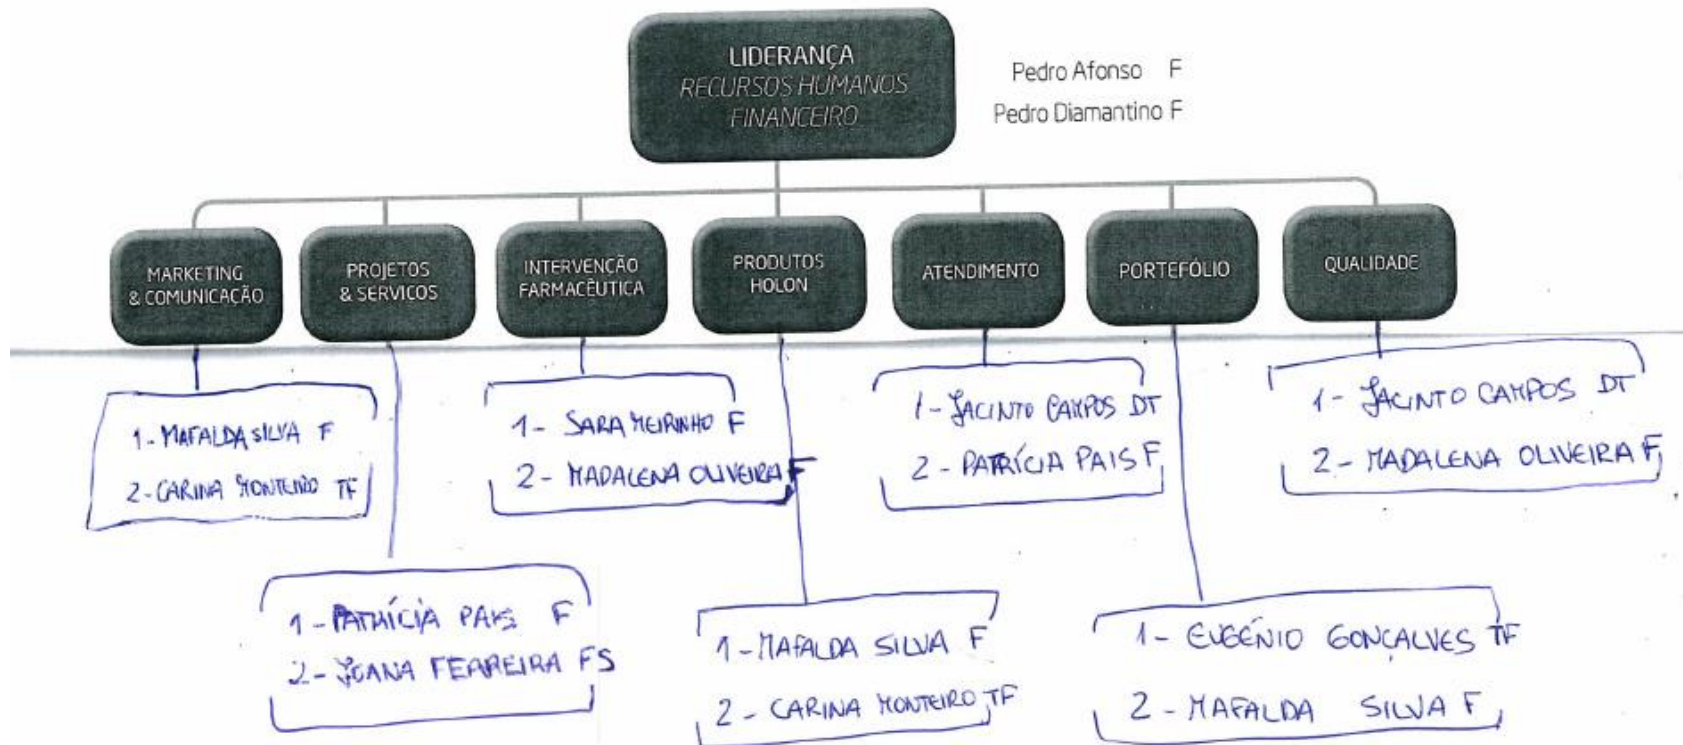 LIDERANÇA
RECURSOS HUMANOS
FINANCEIRO
Pedro Afonso F
Pedro Diamantino F
MARKETING
& COMUNICAÇÃO
PROJETOS
& SERVICOS
INTERVENÇÃO
FARMACÊUTICA
PRODUTOS
HOLON
ATENDIMENTO
PORTEFÓLIO
QUALIDADE
1 - MAFALDA SILVA F
2 - CARINA MONTEIRO TF
1 - PATRÍCIA PAIS F
2 - JOANA FERREIRA FS
1 - SARA MEIRINHO F
2 - MADALENA OLIVEIRA F
1 - MAFALDA SILVA F
2 - CARINA MONTEIRO TF
1 - JACINTO CAMPOS DT
2 - PATRÍCIA PAIS F
1 - EUGÉNIO GONÇALVES TF
2 - MAFALDA SILVA F
1 - JACINTO CAMPOS DT
2 - MADALENA OLIVEIRA F